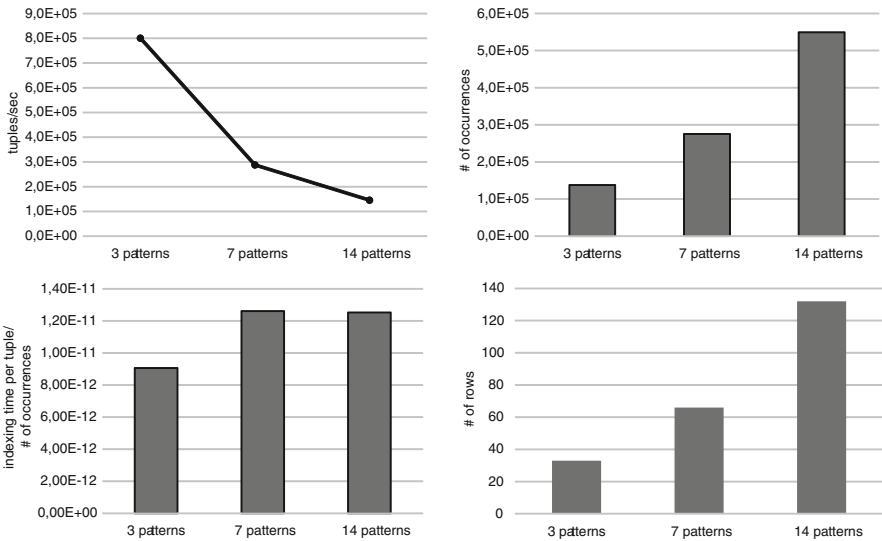 tuples/sec
9,0E+05
8,0E+05
7,0E+05
6,0E+05
5,0E+05
4,0E+05
3,0E+05
2,0E+05
1,0E+05
0,0E+00
3 patterns
7 patterns
14 patterns
# of occurrences
6,0E+05
5,0E+05
4,0E+05
3,0E+05
2,0E+05
1,0E+05
0,0E+00
3 patterns
7 patterns
14 patterns
indexing time per tuple/
# of occurrences
1,40E-11
1,20E-11
1,00E-11
8,00E-12
6,00E-12
4,00E-12
2,00E-12
0,00E+00
3 patterns
7 patterns
14 patterns
# of rows
140
120
100
80
60
40
20
0
3 patterns
7 patterns
14 patterns